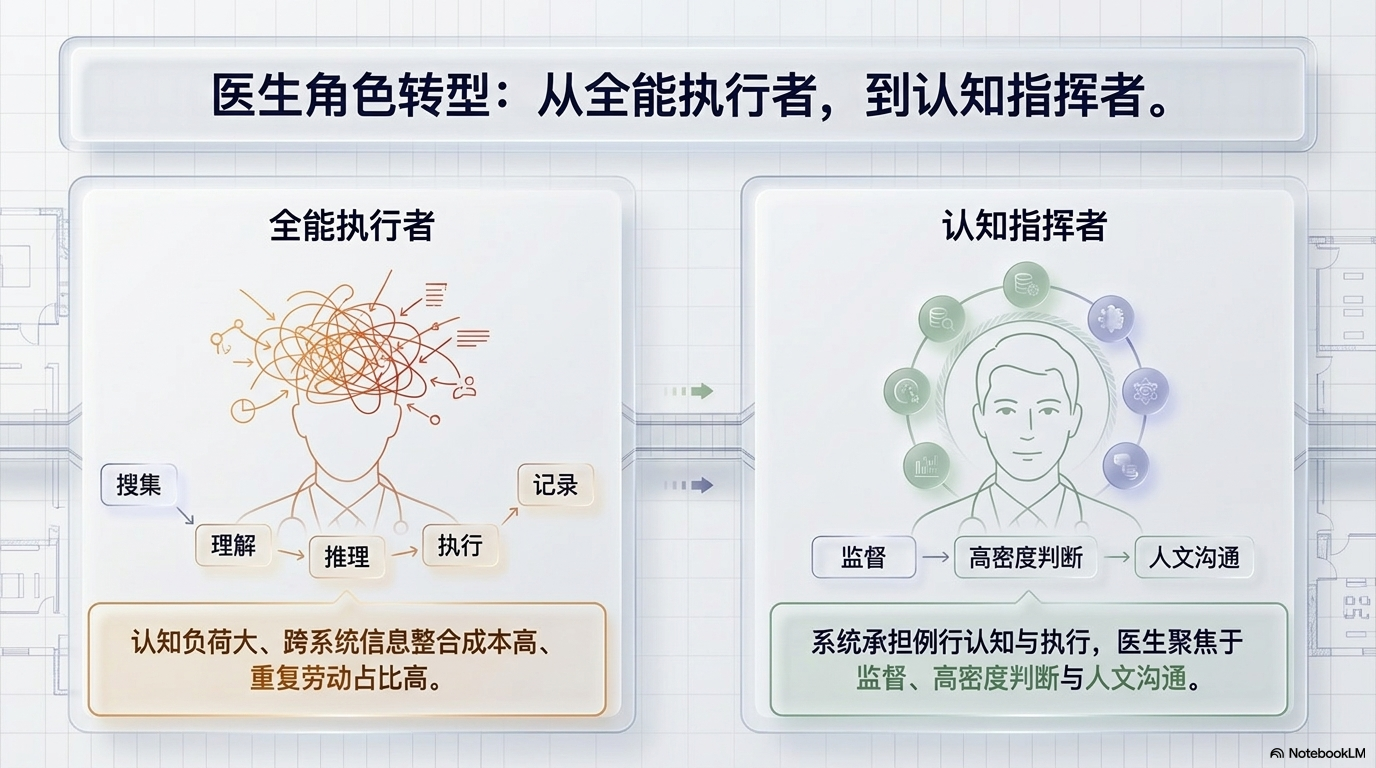 医生角色转型：从全能执行者，到认知指挥者。
全能执行者
搜集
理解
推理
执行
记录
认知负荷大、跨系统信息整合成本高、
重复劳动占比高。
认知指挥者
监督
高密度判断
人文沟通
系统承担例行认知与执行，医生聚焦于
监督、高密度判断与人文沟通。
NotebookLM